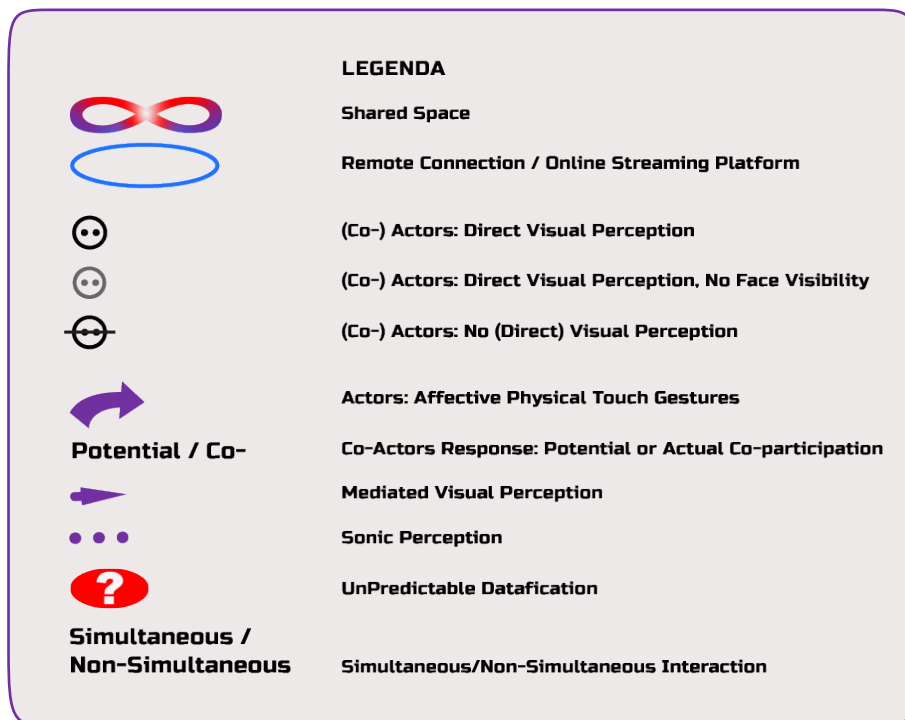 LEGENDA
Shared Space
Remote Connection / Online Streaming Platform
(Co-) Actors: Direct Visual Perception
(Co-) Actors: Direct Visual Perception, No Face Visibility
(Co-) Actors: No (Direct) Visual Perception
Actors: Affective Physical Touch Gestures
Potential / Co- Co-Actors Response: Potential or Actual Co-participation
Mediated Visual Perception
Sonic Perception
? UnPredictable Datafication
Simultaneous /
Non-Simultaneous Simultaneous/Non-Simultaneous Interaction